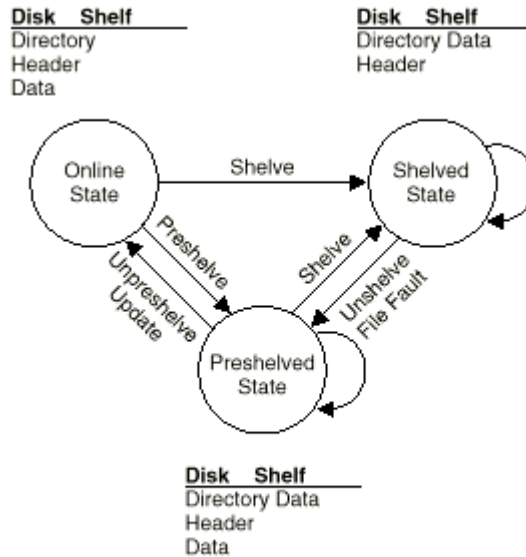 Disk Shelf
Directory
Header
Data
Disk Shelf
Directory Data
Header
Online
State
Shelve
Shelved
State
Preshelve
Unpreshelve
Update
Shelve
Unshelve
File Fault
Preshelved
State
Disk Shelf
Directory Data
Header
Data